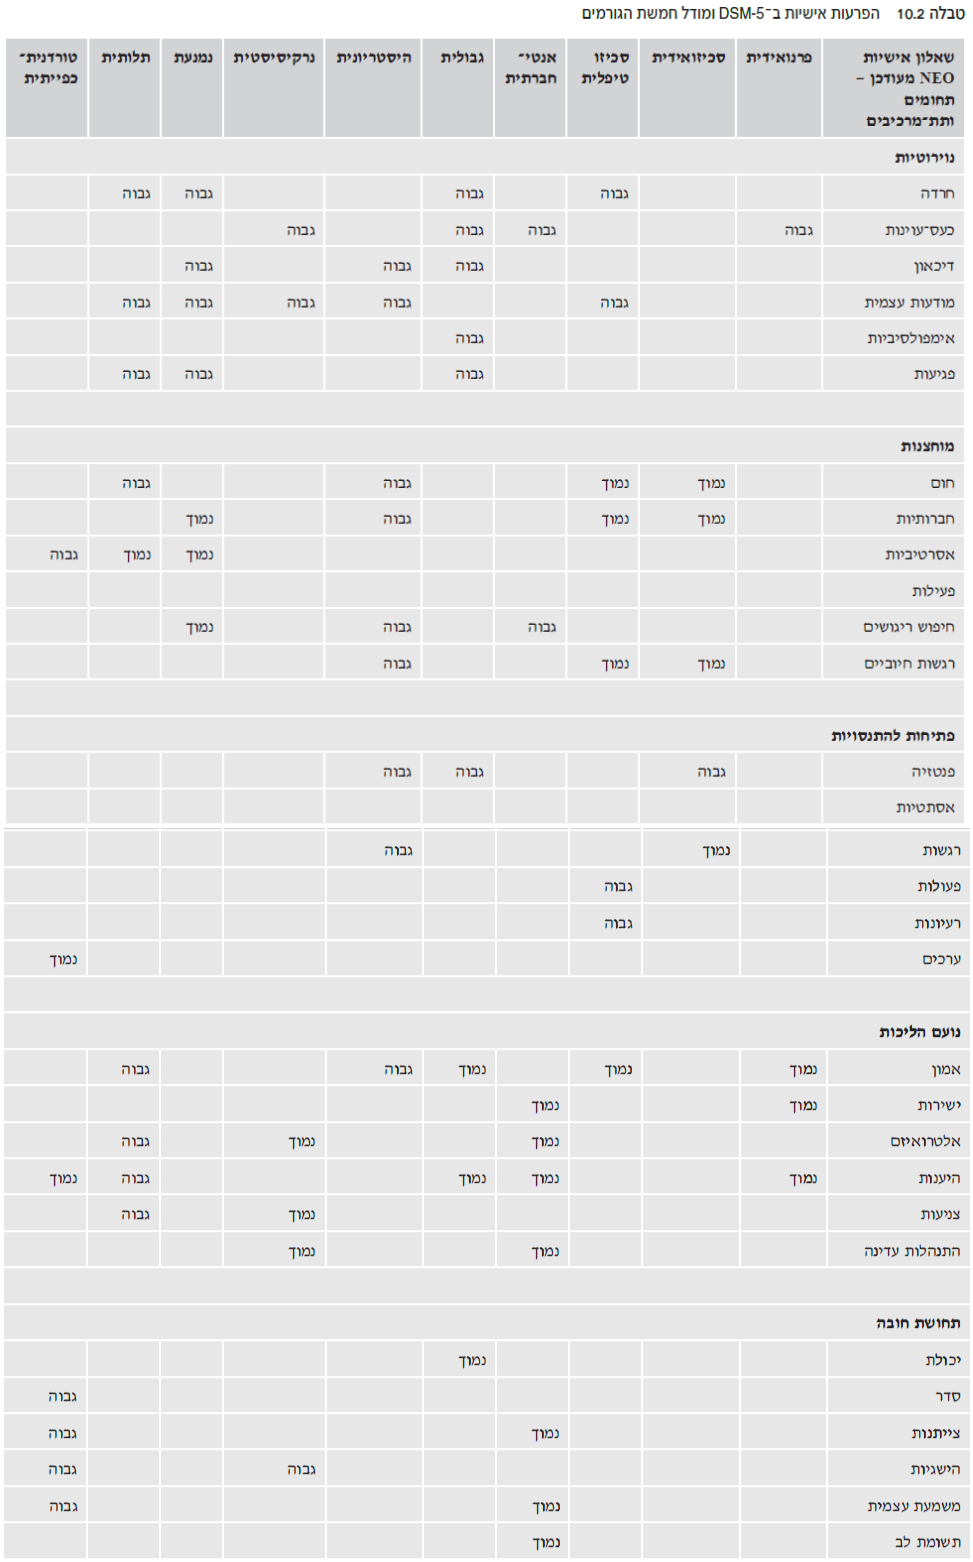 טבלה 10.2 הפרעות אישיות ב־DSM-5 ומודל חמשת הגורמים
שאלון אישיות NEO מעודכן – תחומים ותת־מרכיבים פרנואידית סכיזואידית סכיזו טיפלית אנטי־חברתית גבולית היסטריונית נרקיסיסטית נמנעת תלותית טורדנית־כפייתית
נוירוטיות
חרדה גבוה גבוה גבוה גבוה
כעס־עוינות גבוה גבוה גבוה גבוה
דיכאון גבוה גבוה גבוה
מודעות עצמית גבוה גבוה גבוה גבוה גבוה
אימפולסיביות גבוה
פגיעות גבוה גבוה גבוה
מוחצנות
חום נמוך נמוך גבוה גבוה
חברותיות נמוך נמוך גבוה נמוך
אסרטיביות נמוך נמוך גבוה
פעילות
חיפוש ריגושים גבוה גבוה נמוך
רגשות חיוביים נמוך נמוך גבוה
פתיחות להתנסויות
פנטזיה גבוה גבוה גבוה
אסתטיות
רגשות נמוך גבוה
פעולות גבוה
רעיונות גבוה
ערכים נמוך
נועם הליכות
אמון נמוך נמוך נמוך גבוה גבוה
ישירות נמוך נמוך
אלטרואיזם נמוך נמוך גבוה
היענות נמוך נמוך נמוך גבוה נמוך
צניעות נמוך גבוה
התנהלות עדינה נמוך נמוך
תחושת חובה
יכולת נמוך
סדר גבוה
צייתנות נמוך גבוה
הישגיות גבוה גבוה
משמעת עצמית נמוך גבוה
תשומת לב נמוך